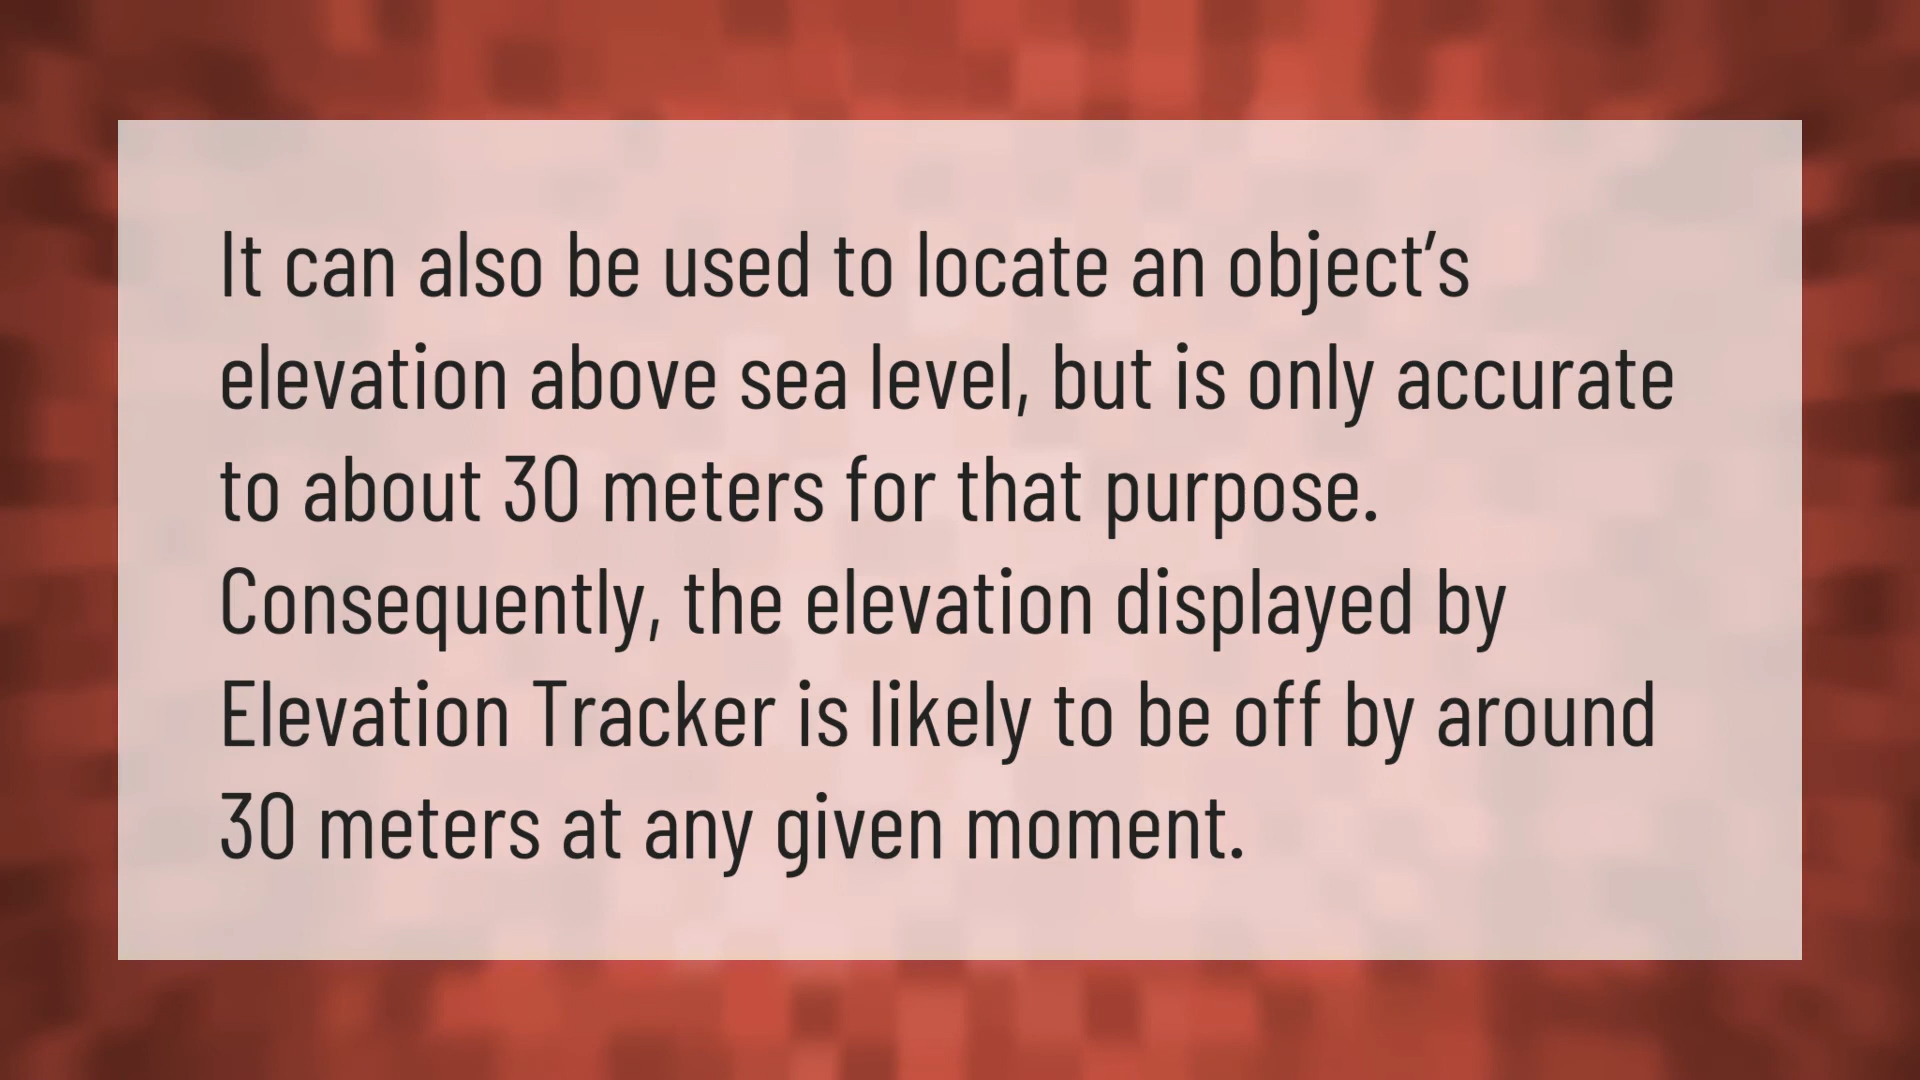 It can also be used to locate an object’s
elevation above sea level, but is only accurate
to about 30 meters for that purpose.
Consequently, the elevation displayed by
Elevation Tracker is likely to be off by around
30 meters at any given moment.